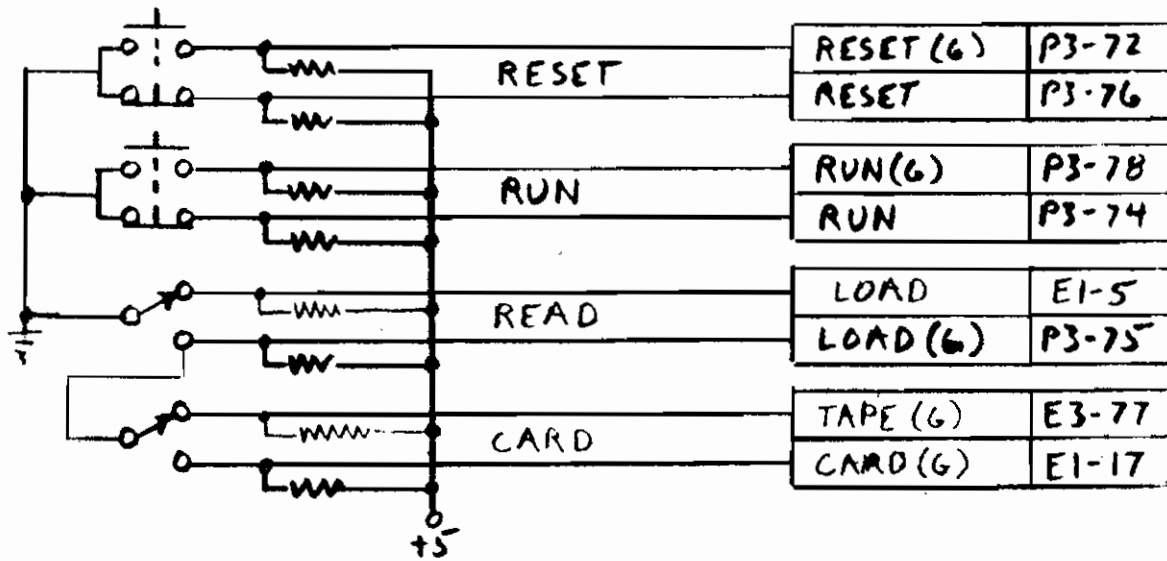 RESET
RESET(G) P3-72
RESET P3-76
RUN
RUN(G) P3-78
RUN P3-74
READ
LOAD E1-5
LOAD(G) P3-75
CARD
TAPE(G) E3-77
CARD(G) E1-17
+5